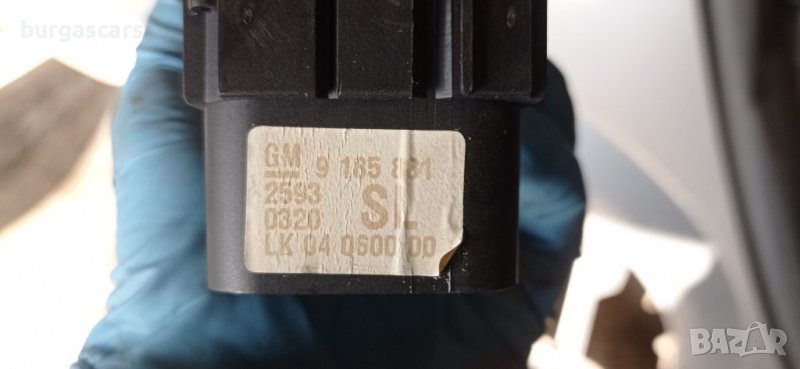 burgascars
GM 9 185 881
2593
0320 SL
LK 04 0600 00
BAZAR